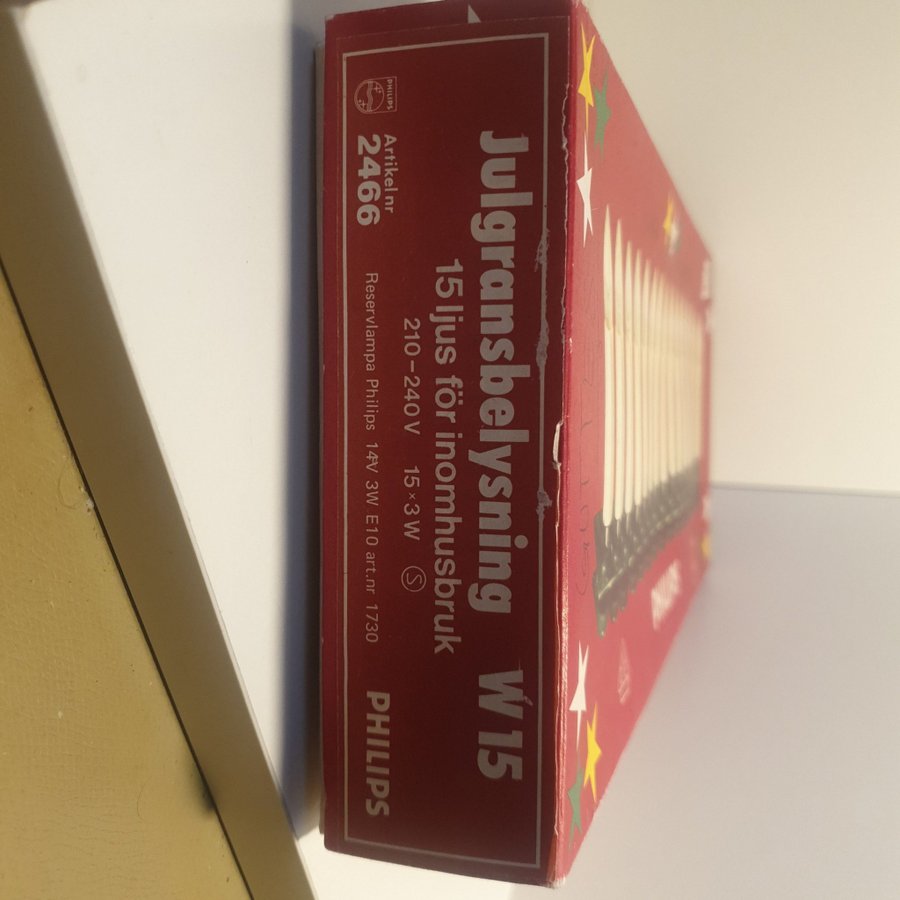 Julgransbelysning W15
15 ljus för inomhusbruk
210-240V 15×3W Ⓢ
PHILIPS
Artikelnr
2466
Reservlampa Philips 14V 3W E10 art.nr 1730
PHILIPS
PHILIPS